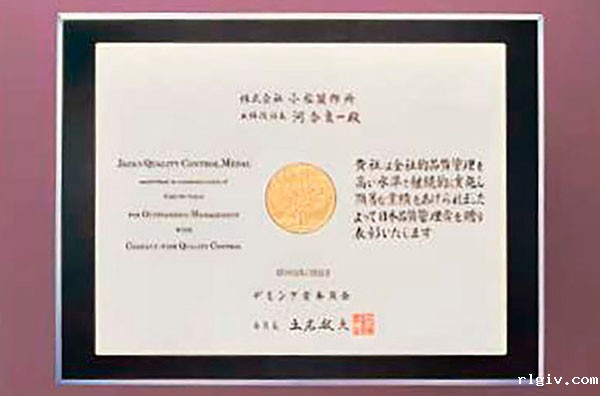 株式会社 小松製作所
取締役社長 河合良一殿
JAPAN QUALITY CONTROL MEDAL
FOR OUTSTANDING MANAGEMENT
WITH
COMPANY-WIDE QUALITY CONTROL
貴社は全社的品質管理を
高い水準で継続的に実施し
顕著な業績をあげられました
よって日本品質管理賞を贈り
表彰いたします
デミング賞委員会
委員長 土光敏夫
rlgiv.com